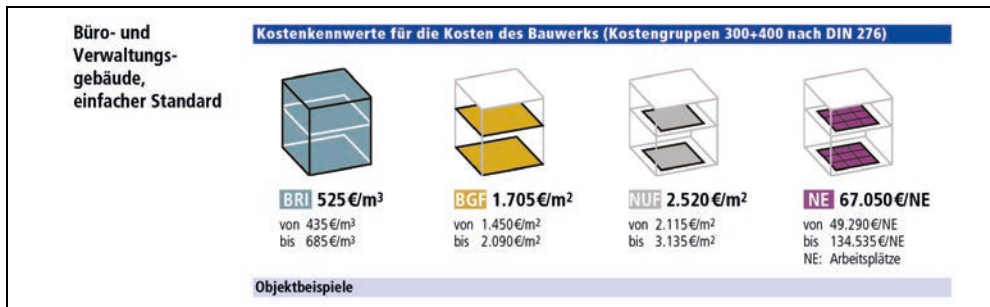 Büro- und
Verwaltungs-
gebäude,
einfacher Standard
Kostenkennwerte für die Kosten des Bauwerks (Kostengruppen 300+400 nach DIN 276)
BRI 525 €/m³
von 435 €/m³
bis 685 €/m³
BGF 1.705 €/m²
von 1.450 €/m²
bis 2.090 €/m²
NUF 2.520 €/m²
von 2.115 €/m²
bis 3.135 €/m²
NE 67.050 €/NE
von 49.290 €/NE
bis 134.535 €/NE
NE: Arbeitsplätze
Objektbeispiele